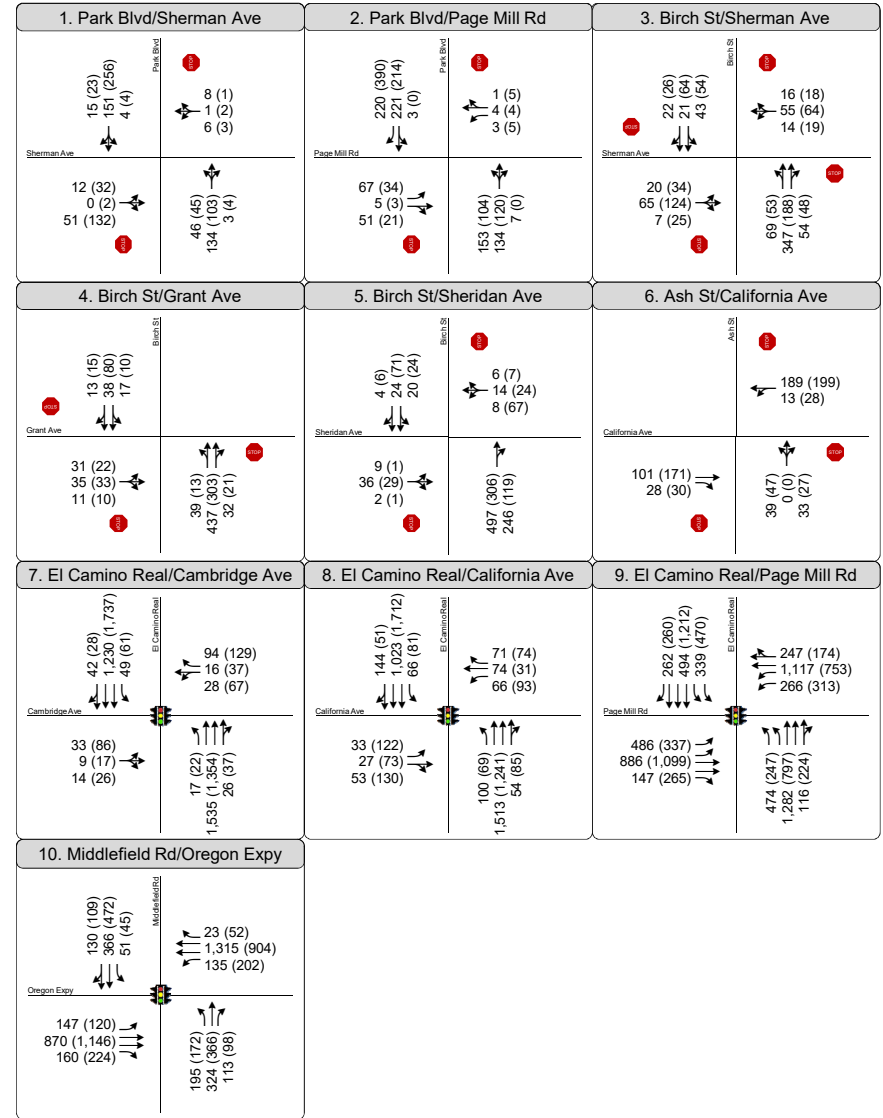 1. Park Blvd/Sherman Ave
Park Blvd
STOP
15 (23)
151 (256)
4 (4)
8 (1)
1 (2)
6 (3)
Sherman Ave
12 (32)
0 (2)
51 (132)
STOP
46 (45)
134 (103)
3 (4)
2. Park Blvd/Page Mill Rd
Park Blvd
STOP
220 (390)
221 (214)
3 (0)
1 (5)
4 (4)
3 (5)
Page Mill Rd
67 (34)
5 (3)
51 (21)
STOP
153 (104)
134 (120)
7 (0)
3. Birch St/Sherman Ave
Birch St
STOP
22 (26)
21 (64)
43 (54)
16 (18)
55 (64)
14 (19)
STOP
Sherman Ave
STOP
20 (34)
65 (124)
7 (25)
STOP
69 (53)
347 (188)
54 (48)
4. Birch St/Grant Ave
Birch St
13 (15)
38 (80)
17 (10)
STOP
Grant Ave
STOP
31 (22)
35 (33)
11 (10)
STOP
39 (13)
437 (303)
32 (21)
5. Birch St/Sheridan Ave
Birch St
STOP
4 (6)
24 (71)
20 (24)
6 (7)
14 (24)
8 (67)
Sheridan Ave
9 (1)
36 (29)
2 (1)
STOP
497 (306)
246 (119)
6. Ash St/California Ave
Ash St
STOP
189 (199)
13 (28)
California Ave
STOP
101 (171)
28 (30)
STOP
39 (47)
0 (0)
33 (27)
7. El Camino Real/Cambridge Ave
El Camino Real
42 (28)
1,230 (1,737)
49 (61)
94 (129)
16 (37)
28 (67)
Cambridge Ave
33 (86)
9 (17)
14 (26)
17 (22)
1,535 (1,354)
26 (37)
8. El Camino Real/California Ave
El Camino Real
144 (51)
1,023 (1,712)
66 (81)
71 (74)
74 (31)
66 (93)
California Ave
33 (122)
27 (73)
53 (130)
100 (69)
1,513 (1,241)
54 (85)
9. El Camino Real/Page Mill Rd
El Camino Real
262 (260)
494 (1,212)
339 (470)
247 (174)
1,117 (753)
266 (313)
Page Mill Rd
486 (337)
886 (1,099)
147 (265)
474 (247)
1,282 (797)
116 (224)
10. Middlefield Rd/Oregon Expy
Middlefield Rd
130 (109)
366 (472)
51 (45)
23 (52)
1,315 (904)
135 (202)
Oregon Expy
147 (120)
870 (1,146)
160 (224)
195 (172)
324 (366)
113 (98)